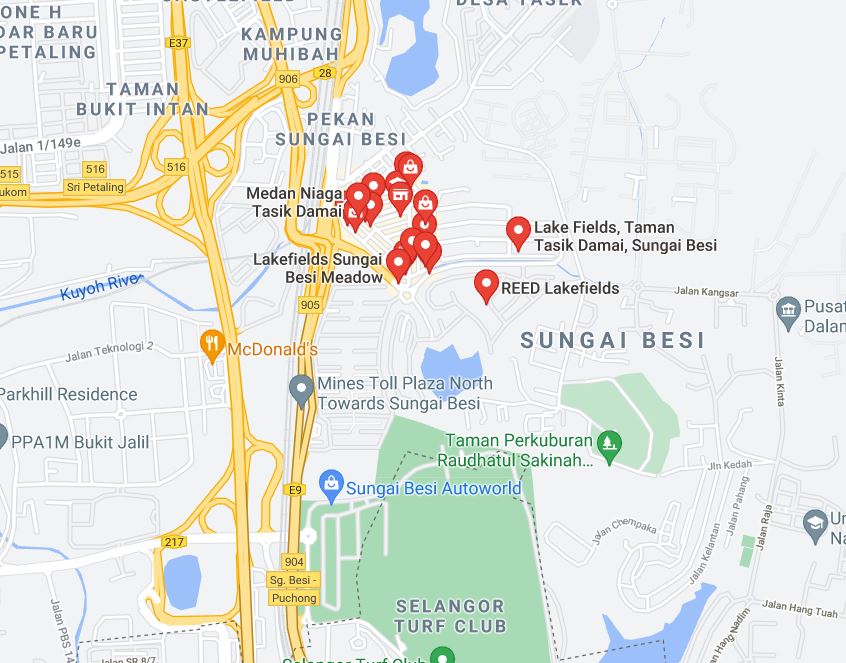 ONE H
DAR BARU
PETALING
E37
KAMPUNG
MUHIBAH
DESA TASEK
28
906
TAMAN
BUKIT INTAN
PEKAN
SUNGAI BESI
Jalan 1/149e
515
516
516
ukom
Sri Petaling
Medan Niaga
Tasik Damai
Lake Fields, Taman
Tasik Damai, Sungai Besi
Lakefields Sungai
Besi Meadow
Kuyoh River
REED Lakefields
Jalan Kangsar
905
Pusat
Dalam
SUNGAI BESI
Jalan Teknologi 2
McDonald's
Jalan Kinta
Parkhill Residence
Mines Toll Plaza North
Towards Sungai Besi
PPA1M Bukit Jalil
Taman Perkuburan
Raudhatul Sakinah...
Jln Kedah
E9
Sungai Besi Autoworld
Jalan Pahang
Jalan Raja
Jln Chempaka
Jalan Kelantan
Un
Na
217
904
Sg. Besi -
Puchong
Jalan PBS 14
SELANGOR
TURF CLUB
Jalan Hang Tuah
Jalan Hang Nadim
Jalan SR 8/7
Selangor Turf Club